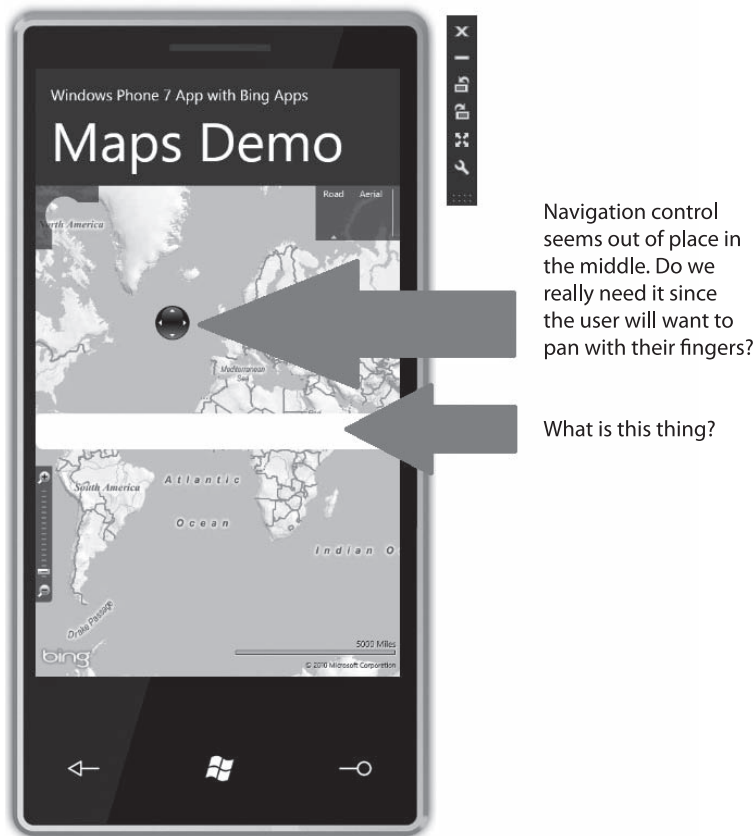 Windows Phone 7 App with Bing Apps
Maps Demo
Road Aerial
North America
Navigation control
seems out of place in
the middle. Do we
really need it since
the user will want to
pan with their fingers?
Mediterranean
Sea
What is this thing?
South America
Atlantic
Ocean
Indian O
Drake Passage
bing
5000 Miles
© 2010 Microsoft Corporation